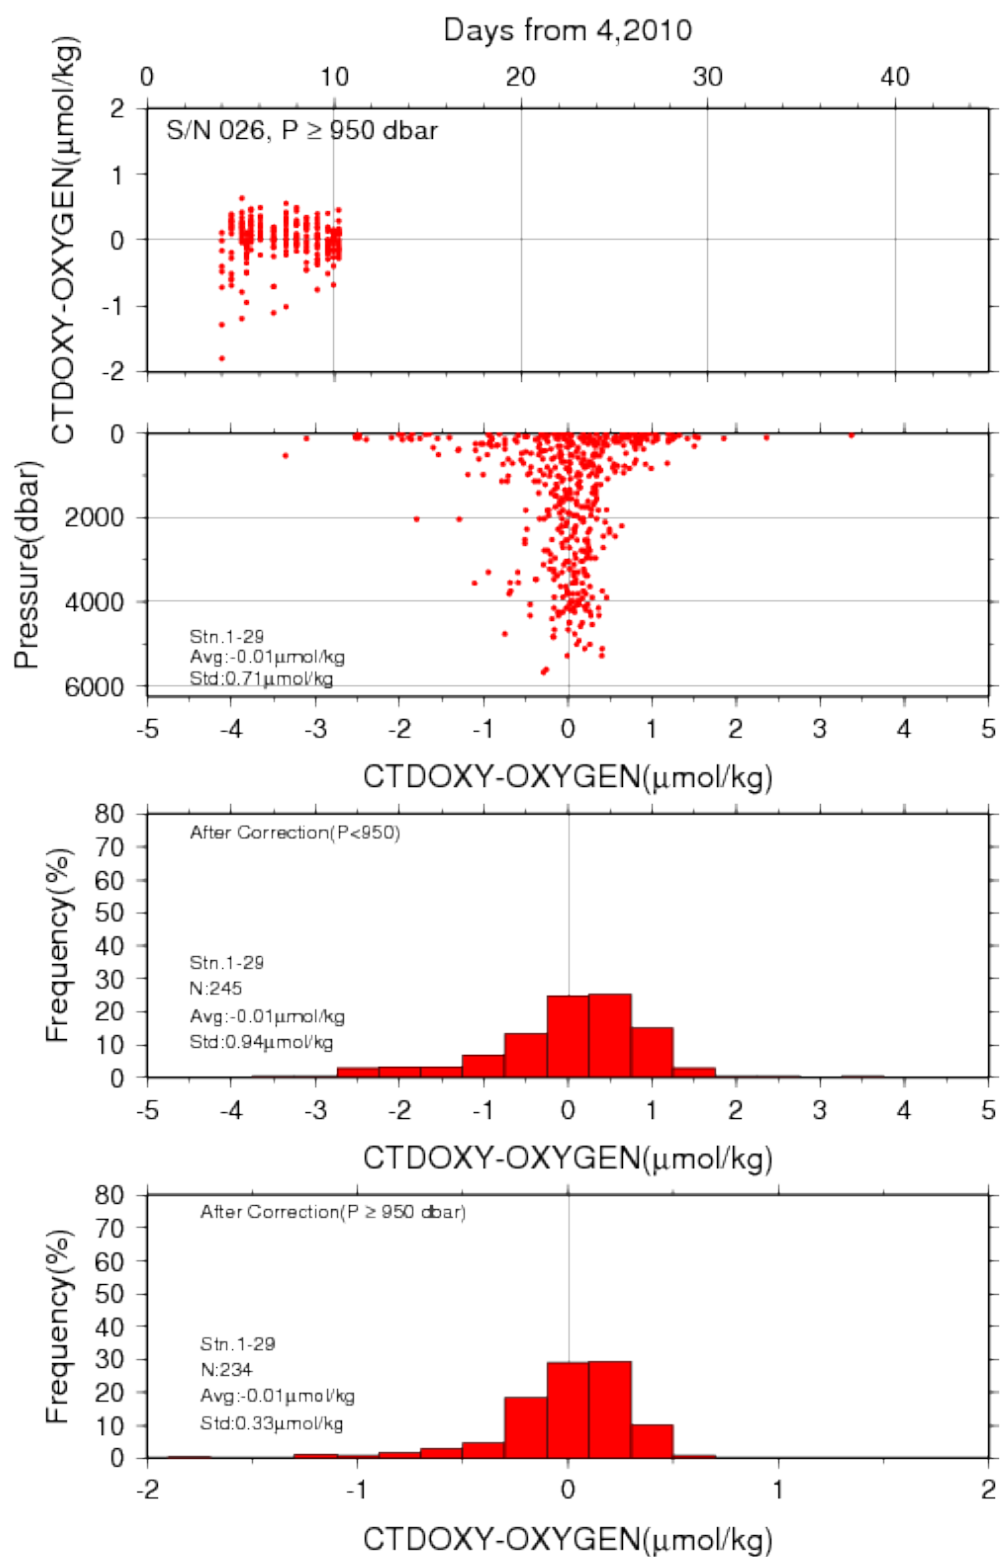 Days from 4,2010
0 10 20 30 40
CTDOXY-OXYGEN(μmol/kg)
2
1
0
-1
-2
S/N 026, P ≥ 950 dbar
Pressure(dbar)
0
2000
4000
6000
Stn.1-29
Avg:-0.01μmol/kg
Std:0.71μmol/kg
-5 -4 -3 -2 -1 0 1 2 3 4 5
CTDOXY-OXYGEN(μmol/kg)
Frequency(%)
80
70
60
50
40
30
20
10
0
After Correction(P<950)
Stn.1-29
N:245
Avg:-0.01μmol/kg
Std:0.94μmol/kg
-5 -4 -3 -2 -1 0 1 2 3 4 5
CTDOXY-OXYGEN(μmol/kg)
Frequency(%)
80
70
60
50
40
30
20
10
0
After Correction(P ≥ 950 dbar)
Stn.1-29
N:234
Avg:-0.01μmol/kg
Std:0.33μmol/kg
-2 -1 0 1 2
CTDOXY-OXYGEN(μmol/kg)